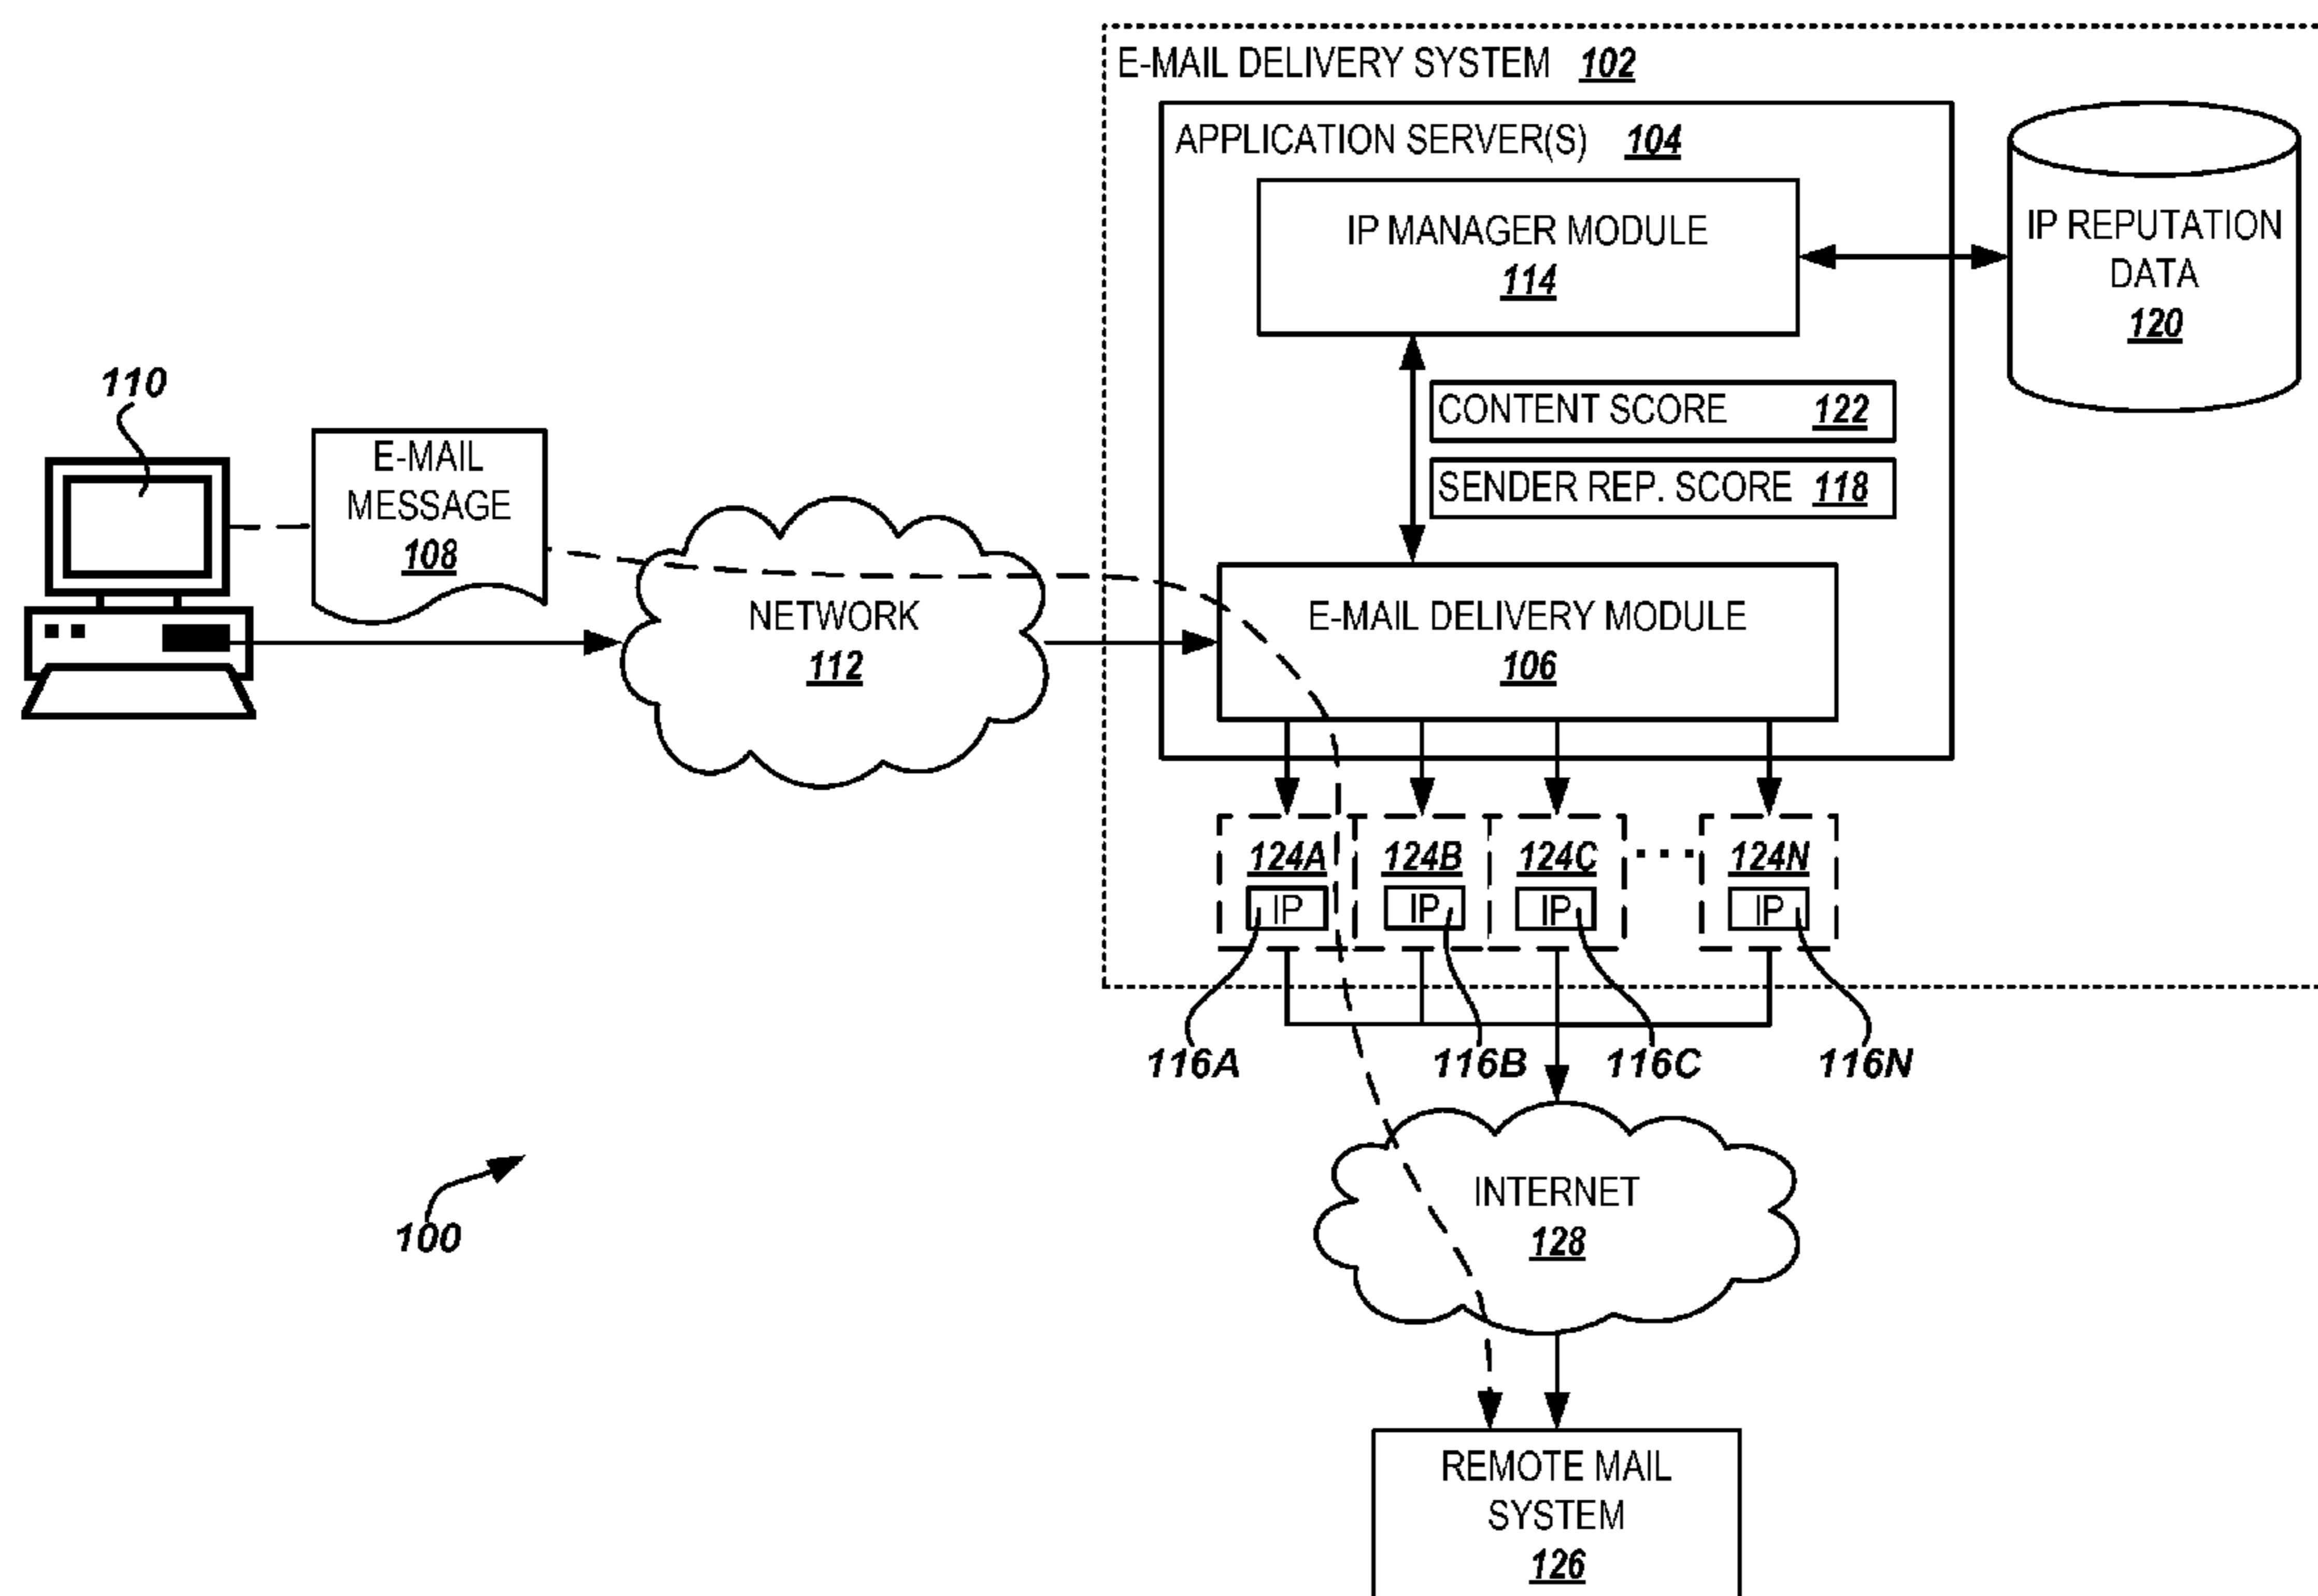 E-MAIL DELIVERY SYSTEM 102
APPLICATION SERVER(S) 104
IP MANAGER MODULE
114
IP REPUTATION
DATA
120
CONTENT SCORE 122
SENDER REP. SCORE 118
110
E-MAIL
MESSAGE
108
NETWORK
112
E-MAIL DELIVERY MODULE
106
124A 124B 124C ... 124N
IP IP IP IP
116A 116B 116C 116N
INTERNET
128
100
REMOTE MAIL
SYSTEM
126